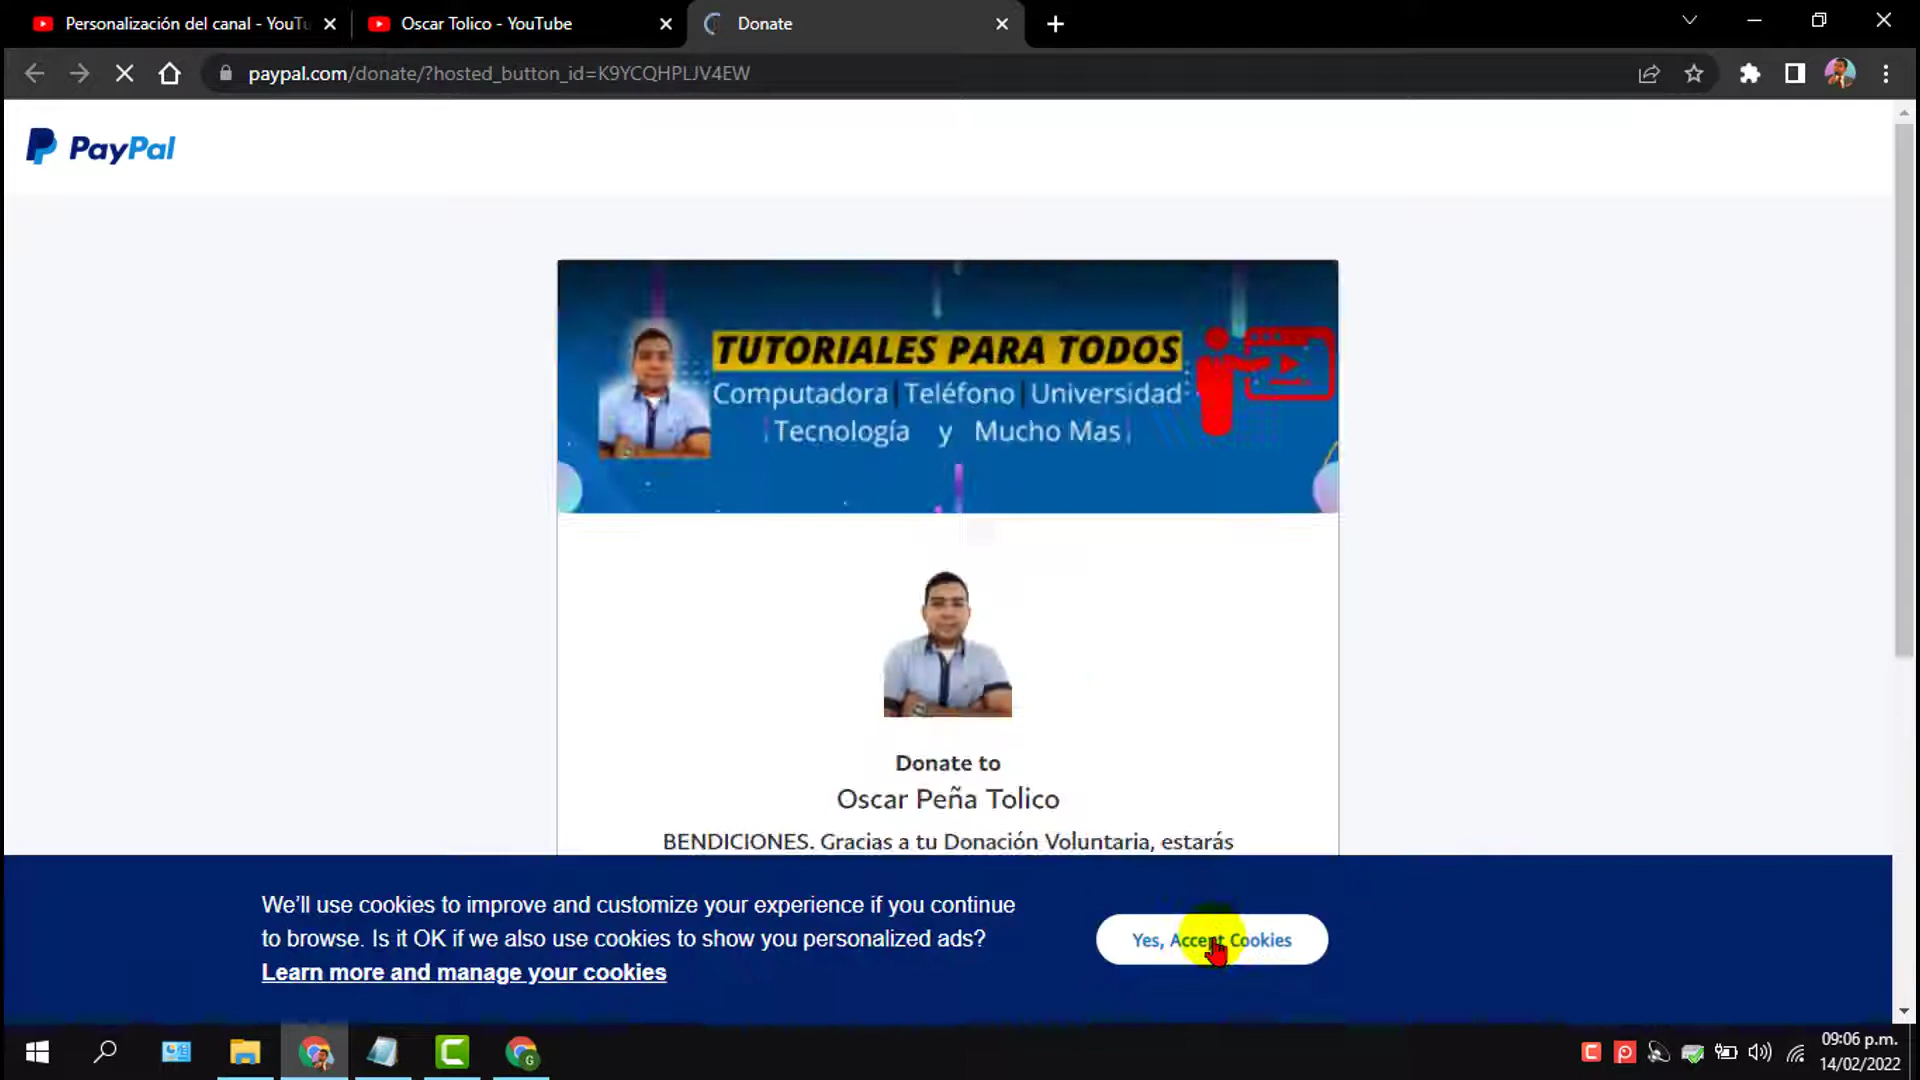 Personalización del canal - YouTu
Oscar Tolico - YouTube
Donate
paypal.com/donate/?hosted_button_id=K9YCQHPLJV4EW
PayPal
TUTORIALES PARA TODOS
Computadora | Teléfono | Universidad
| Tecnología y Mucho Mas |
Donate to
Oscar Peña Tolico
BENDICIONES. Gracias a tu Donación Voluntaria, estarás
We'll use cookies to improve and customize your experience if you continue
to browse. Is it OK if we also use cookies to show you personalized ads?
Learn more and manage your cookies
Yes, Accept Cookies
09:06 p.m.
14/02/2022